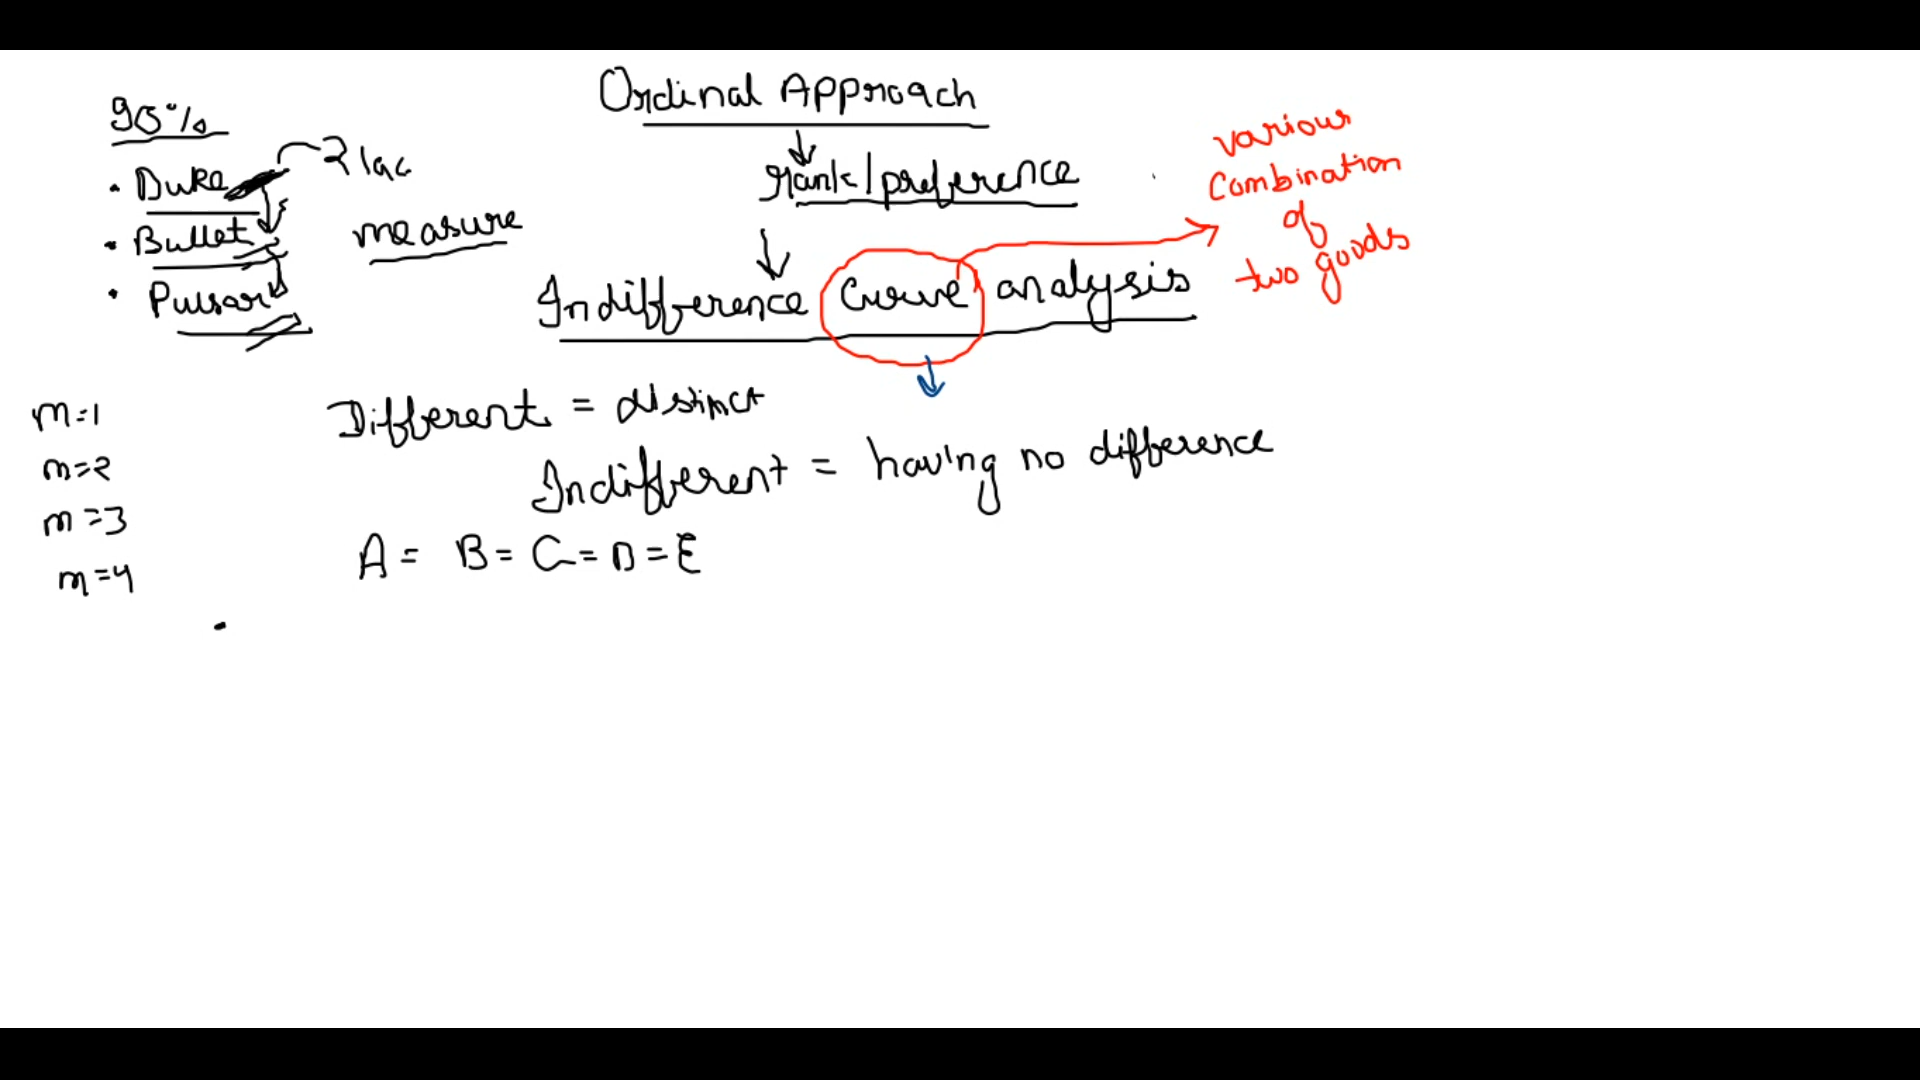 Ordinal Approach
Rank/preference
Indifference Curve analysis
various
Combination
of
two goods
90%
• Duke
2 lac
• Bullet
measure
• Pulsar
Different = distinct
Indifferent = having no difference
A = B = C = D = E
m=1
m=2
m=3
m=4